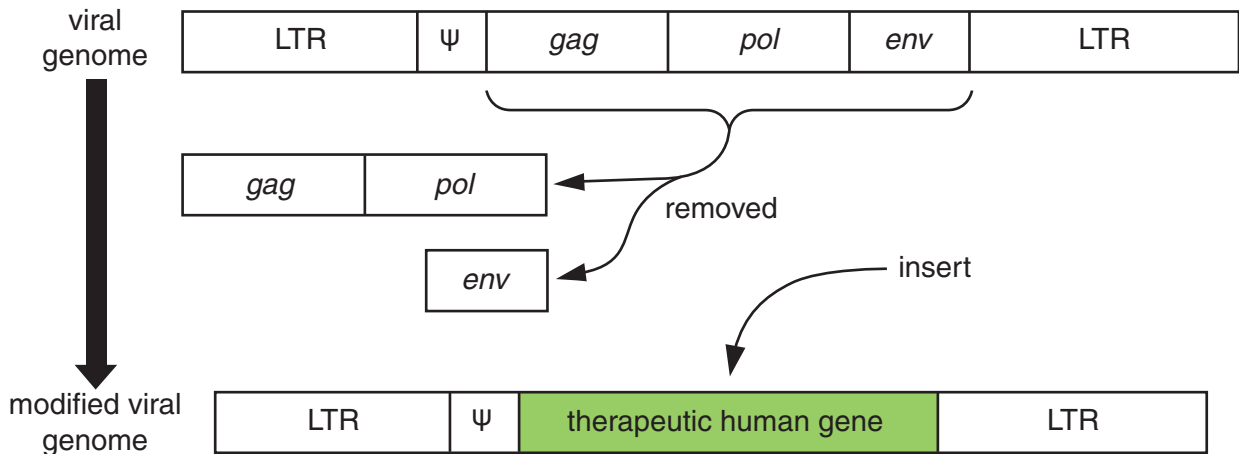 viral
genome
LTR ψ gag pol env LTR
gag pol
removed
env
insert
modified viral
genome
LTR ψ therapeutic human gene LTR